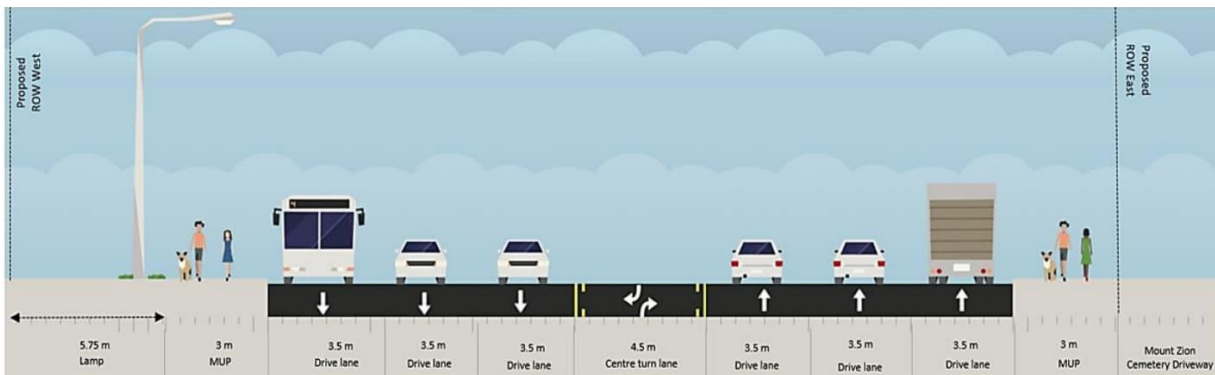 Proposed
ROW West
Proposed
ROW East
5.75 m
Lamp
3 m
MUP
3.5 m
Drive lane
3.5 m
Drive lane
3.5 m
Drive lane
4.5 m
Centre turn lane
3.5 m
Drive lane
3.5 m
Drive lane
3.5 m
Drive lane
3 m
MUP
Mount Zion
Cemetery Driveway